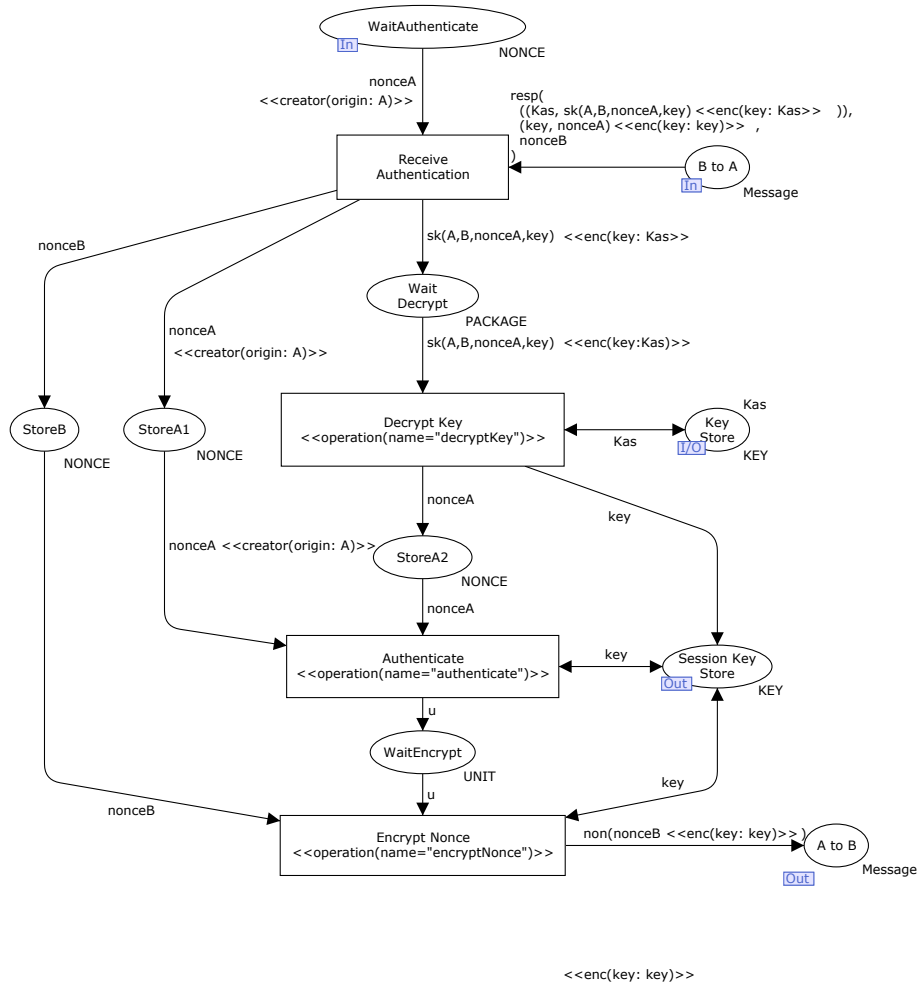 WaitAuthenticate
In
NONCE
nonceA
<<creator(origin: A)>>
resp(
((Kas, sk(A,B,nonceA,key) <<enc(key: Kas>> )),
(key, nonceA) <<enc(key: key)>> ,
nonceB
)
Receive
Authentication
B to A
In
Message
nonceB
sk(A,B,nonceA,key) <<enc(key: Kas>>
Wait
Decrypt
PACKAGE
nonceA
<<creator(origin: A)>>
sk(A,B,nonceA,key) <<enc(key:Kas)>>
StoreB
NONCE
StoreA1
NONCE
Decrypt Key
<<operation(name="decryptKey")>>
Kas
Kas
Key
Store
I/O
KEY
nonceA
key
nonceA <<creator(origin: A)>>
StoreA2
NONCE
nonceA
Authenticate
<<operation(name="authenticate")>>
key
Session Key
Store
Out
KEY
u
WaitEncrypt
UNIT
u
key
nonceB
Encrypt Nonce
<<operation(name="encryptNonce")>>
non(nonceB <<enc(key: key)>> )
A to B
Out
Message
<<enc(key: key)>>